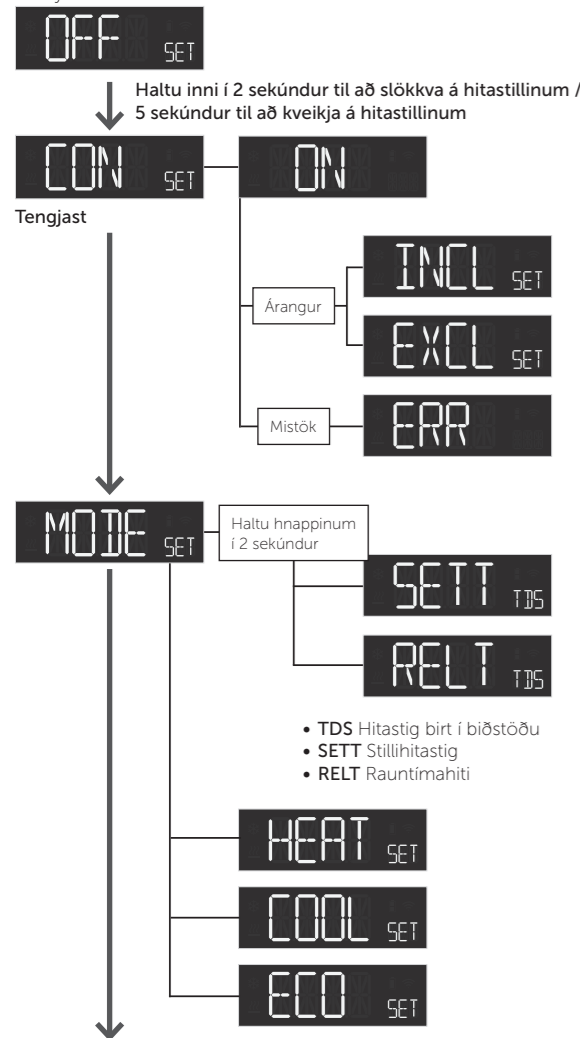 OFF SET
Haltu inni í 2 sekúndur til að slökkva á hitastillinum /
5 sekúndur til að kveikja á hitastillinum
CON SET
ON
Tengjast
INCL SET
Árangur
EXCL SET
Mistök
ERR
MODE SET
Haltu hnappinum
í 2 sekúndur
SETT TDS
RELT TDS
• TDS Hitastig birt í biðstöðu
• SETT Stillihitastig
• RELT Rauntímahiti
HEAT SET
COOL SET
ECO SET